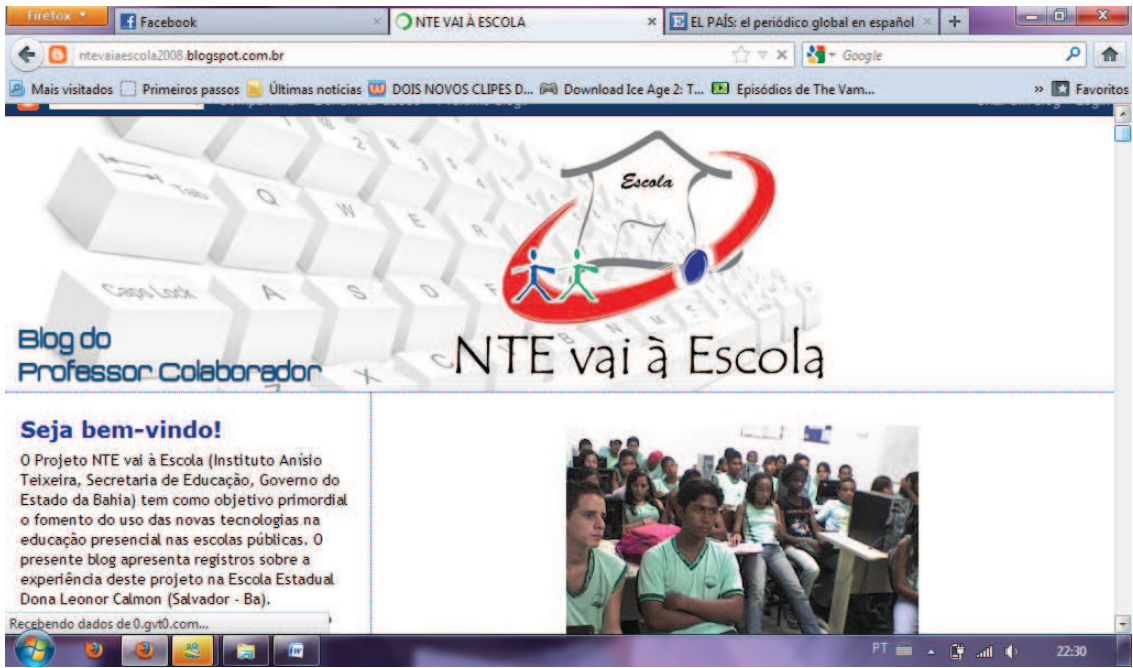 Firefox
Facebook
NTE VAI À ESCOLA
EL PAÍS: el periódico global en español
ntevaiaescola2008.blogspot.com.br
Google
Mais visitados
Primeiros passos
Últimas notícias
DOIS NOVOS CLIPES D...
Download Ice Age 2: T...
Episódios de The Vam...
Favoritos
Escola
Tab
Q
W
E
R
Caps Lock
A
S
D
F
Blog do
Professor Colaborador
NTE vai à Escola
Seja bem-vindo!
O Projeto NTE vai à Escola (Instituto Anísio
Teixeira, Secretaria de Educação, Governo do
Estado da Bahia) tem como objetivo primordial
o fomento do uso das novas tecnologias na
educação presencial nas escolas públicas. O
presente blog apresenta registros sobre a
experiência deste projeto na Escola Estadual
Dona Leonor Calmon (Salvador - Ba).
Recebendo dados de 0.gvt0.com...
PT
22:30